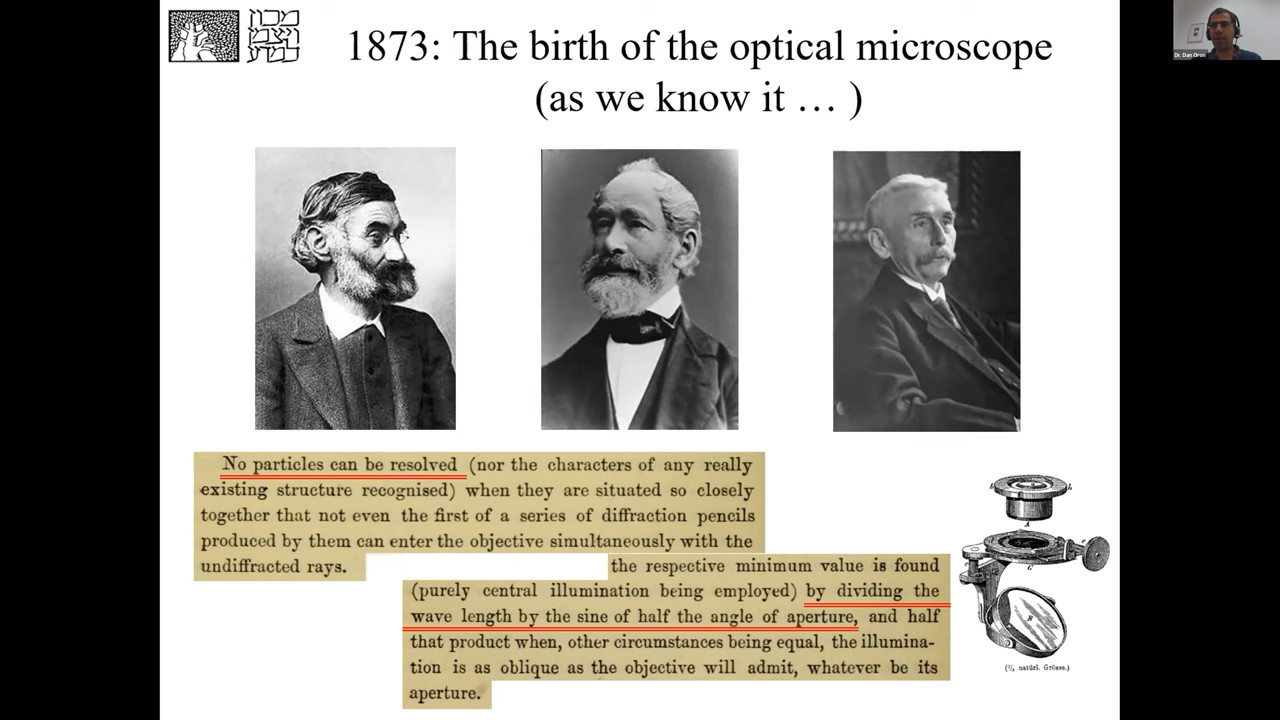 מכון
ויצמן
למדע
1873: The birth of the optical microscope
(as we know it … )
Dr. Dan Oron
No particles can be resolved (nor the characters of any really
existing structure recognised) when they are situated so closely
together that not even the first of a series of diffraction pencils
produced by them can enter the objective simultaneously with the
undiffracted rays.
the respective minimum value is found
(purely central illumination being employed) by dividing the
wave length by the sine of half the angle of aperture, and half
that product when, other circumstances being equal, the illumina-
tion is as oblique as the objective will admit, whatever be its
aperture.
A
C
B
natürl. Grösse.)